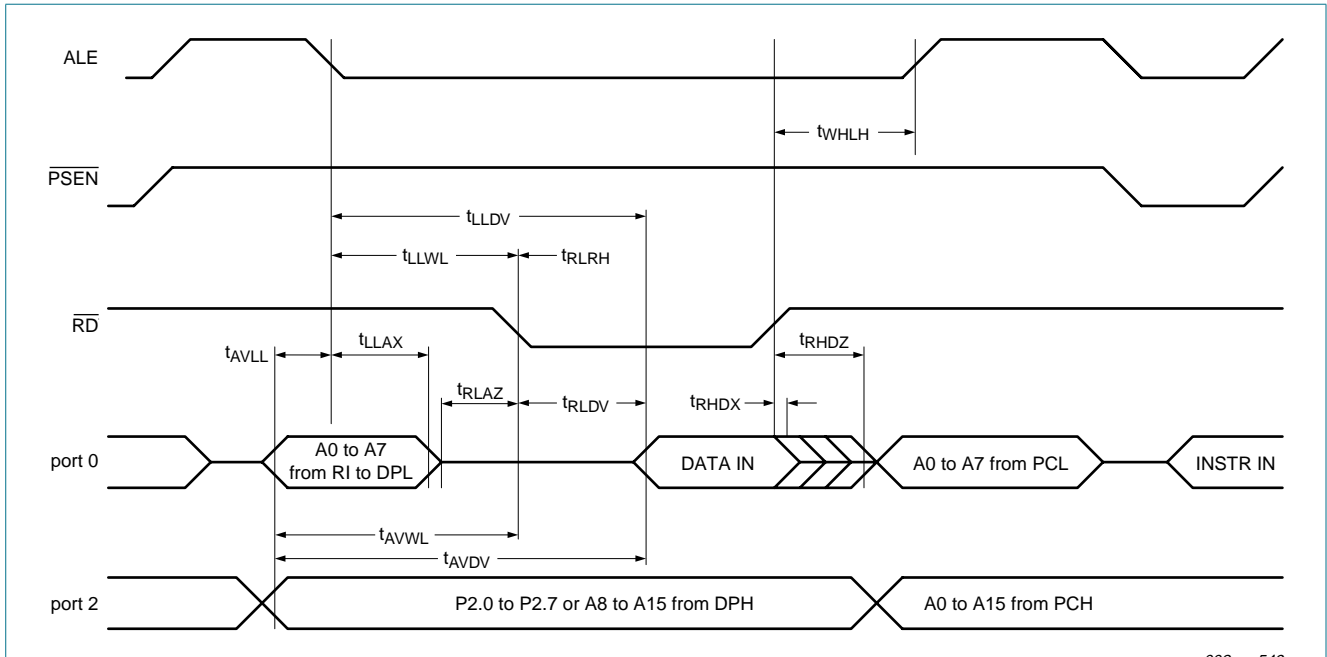 ALE
tWHLH
PSEN
tLLDV
tLLWL
tRLRH
RD
tAVLL
tLLAX
tRHDZ
tRLAZ
tRLDV
tRHDX
port 0
A0 to A7
from RI to DPL
DATA IN
A0 to A7 from PCL
INSTR IN
tAVWL
tAVDV
port 2
P2.0 to P2.7 or A8 to A15 from DPH
A0 to A15 from PCH